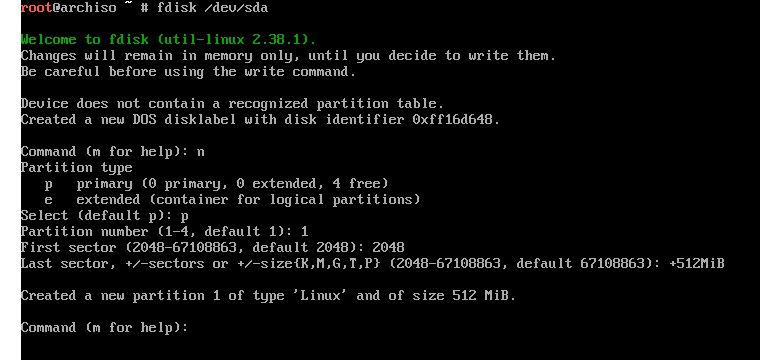 root@archiso ~ # fdisk /dev/sda
Welcome to fdisk (util-linux 2.38.1).
Changes will remain in memory only, until you decide to write them.
Be careful before using the write command.
Device does not contain a recognized partition table.
Created a new DOS disklabel with disk identifier 0xff16d648.
Command (m for help): n
Partition type
   p   primary (0 primary, 0 extended, 4 free)
   e   extended (container for logical partitions)
Select (default p): p
Partition number (1-4, default 1): 1
First sector (2048-67108863, default 2048): 2048
Last sector, +/-sectors or +/-size{K,M,G,T,P} (2048-67108863, default 67108863): +512MiB
Created a new partition 1 of type 'Linux' and of size 512 MiB.
Command (m for help):